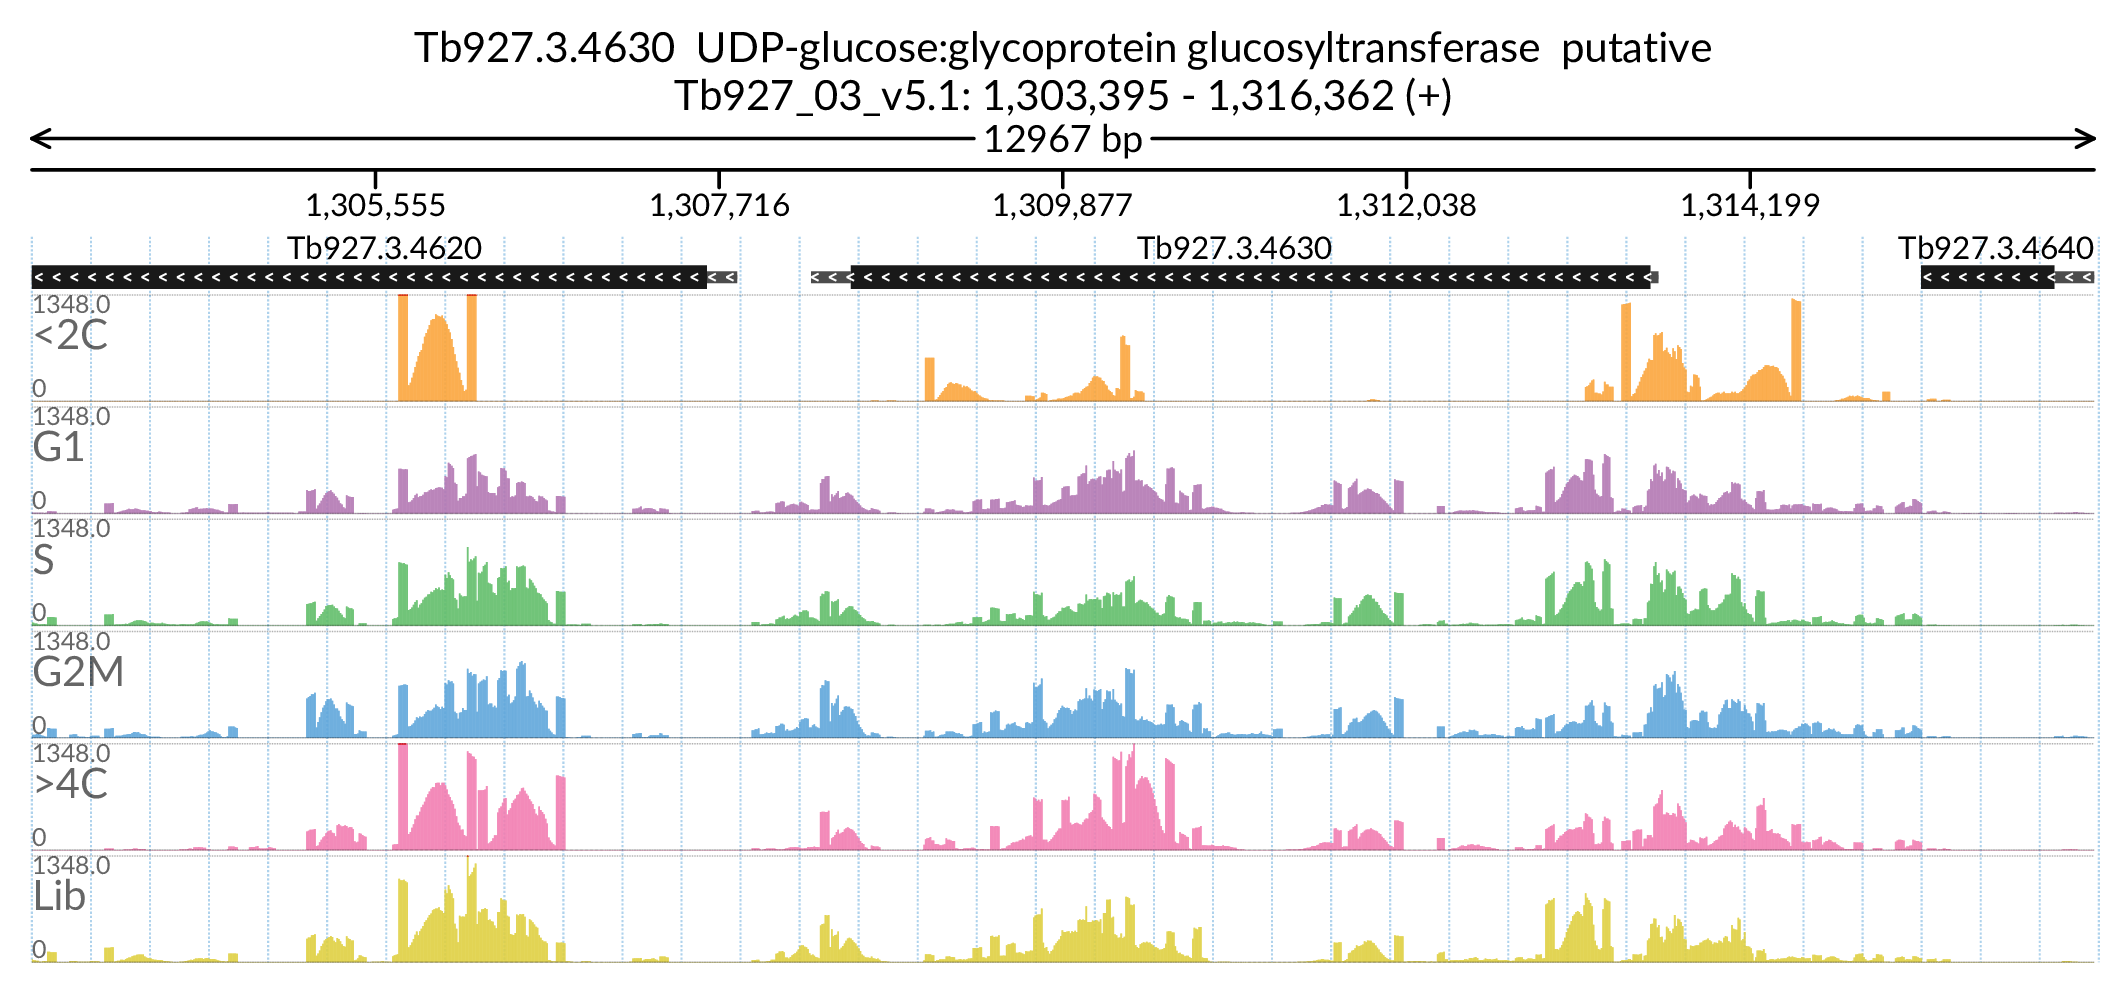 Tb927.3.4630  UDP-glucose:glycoprotein glucosyltransferase  putative
Tb927_03_v5.1: 1,303,395 - 1,316,362 (+)
12967 bp
1,305,555 1,307,716 1,309,877 1,312,038 1,314,199
Tb927.3.4620 Tb927.3.4630 Tb927.3.4640
1348.0
<2C
0
1348.0
G1
0
1348.0
S
0
1348.0
G2M
0
1348.0
>4C
0
1348.0
Lib
0